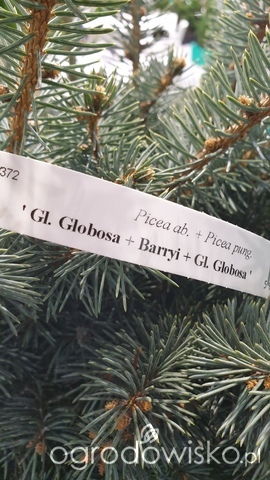 372
Picea ab. + Picea pung.
' Gl. Globosa + Barryi + Gl. Globosa '
ogrodowisko.pl